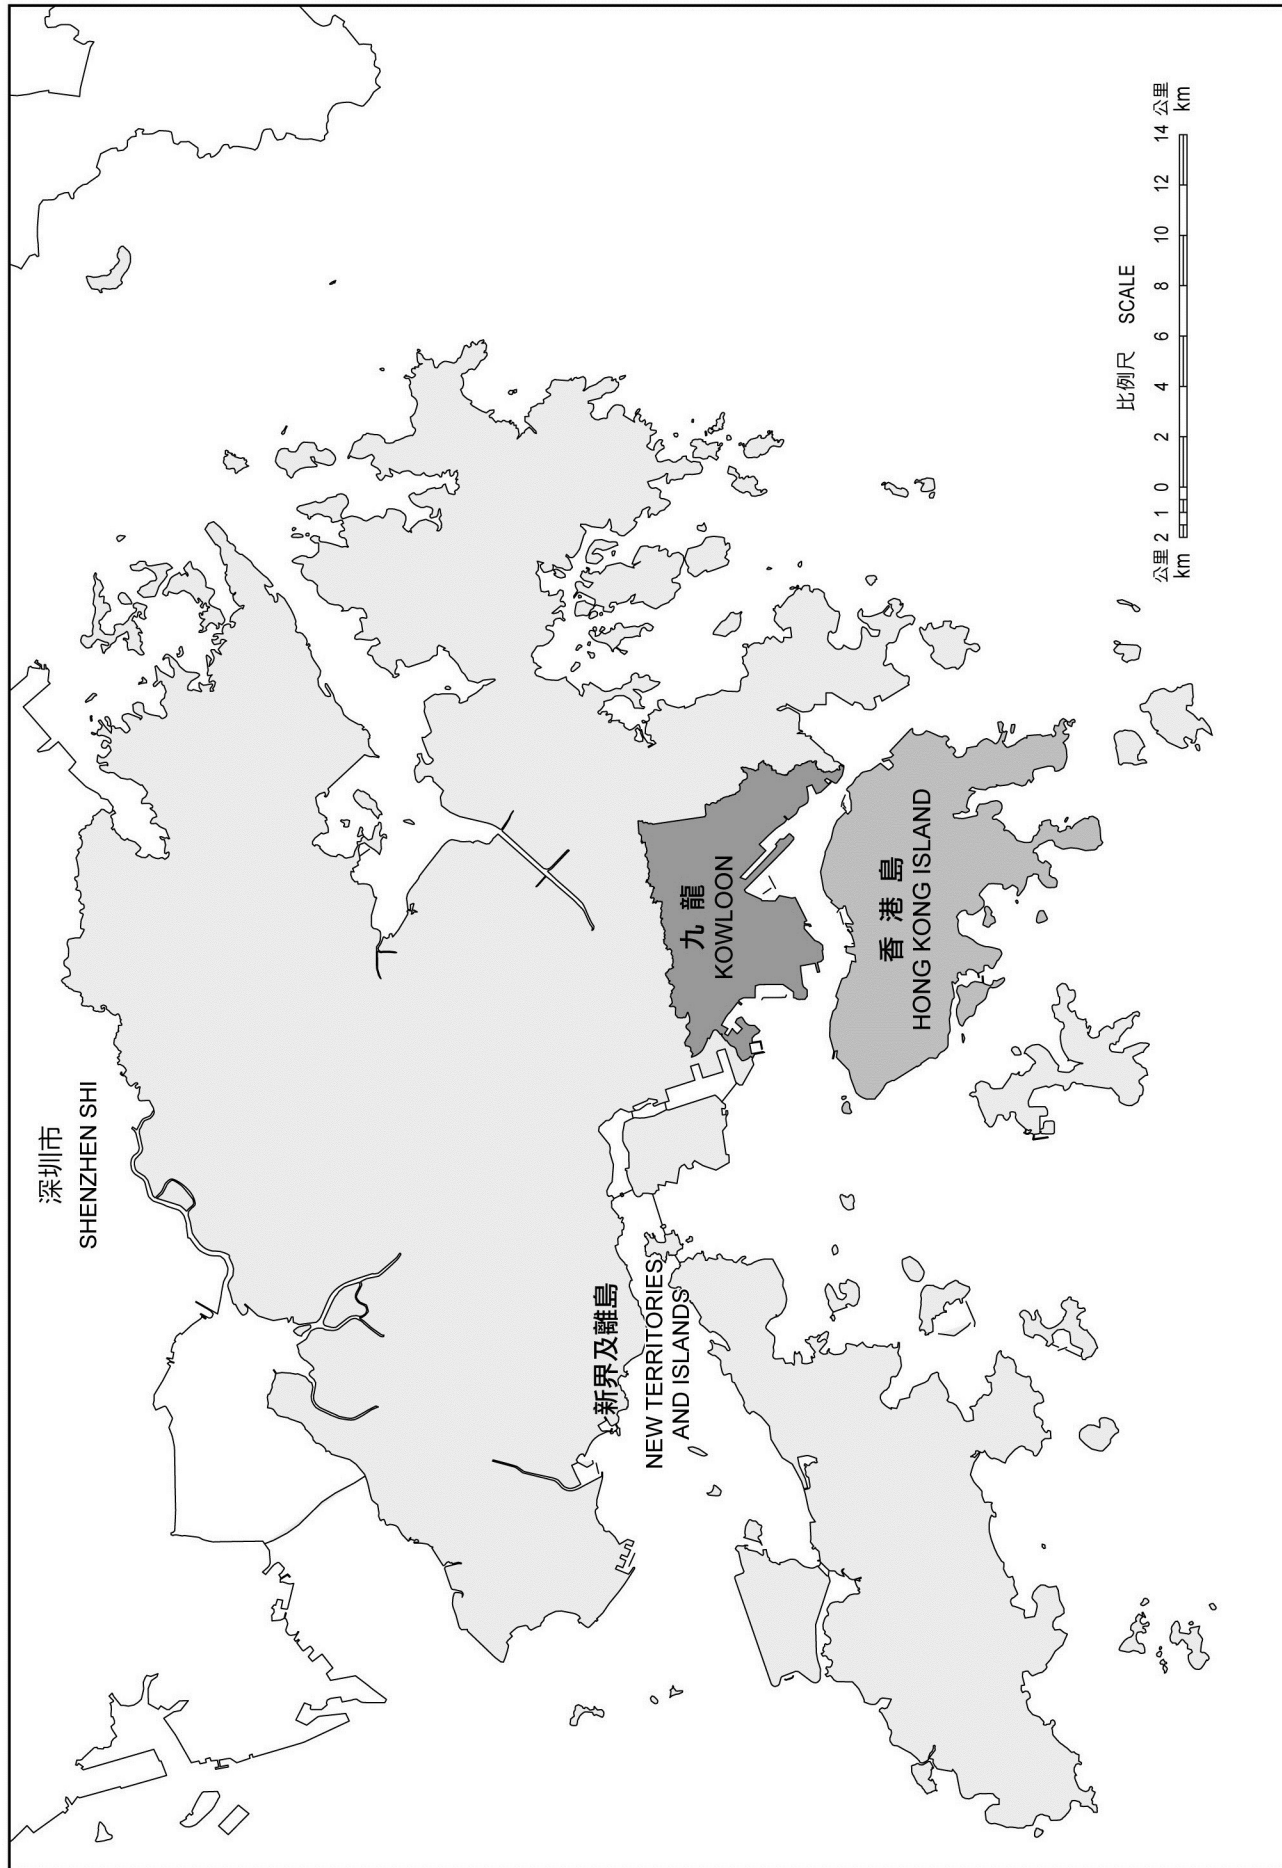 深圳市
SHENZHEN SHI
新界及離島
NEW TERRITORIES
AND ISLANDS
九龍
KOWLOON
香港島
HONG KONG ISLAND
比例尺 SCALE
公里 2 1 0 2 4 6 8 10 12 14 公里
km km